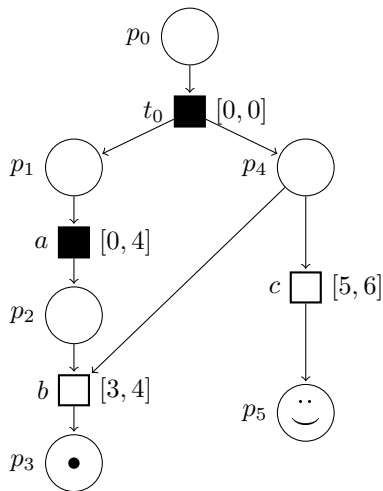 p0
t0 [0, 0]
p1 p4
a [0, 4]
p2 c [5, 6]
b [3, 4]
p5
p3